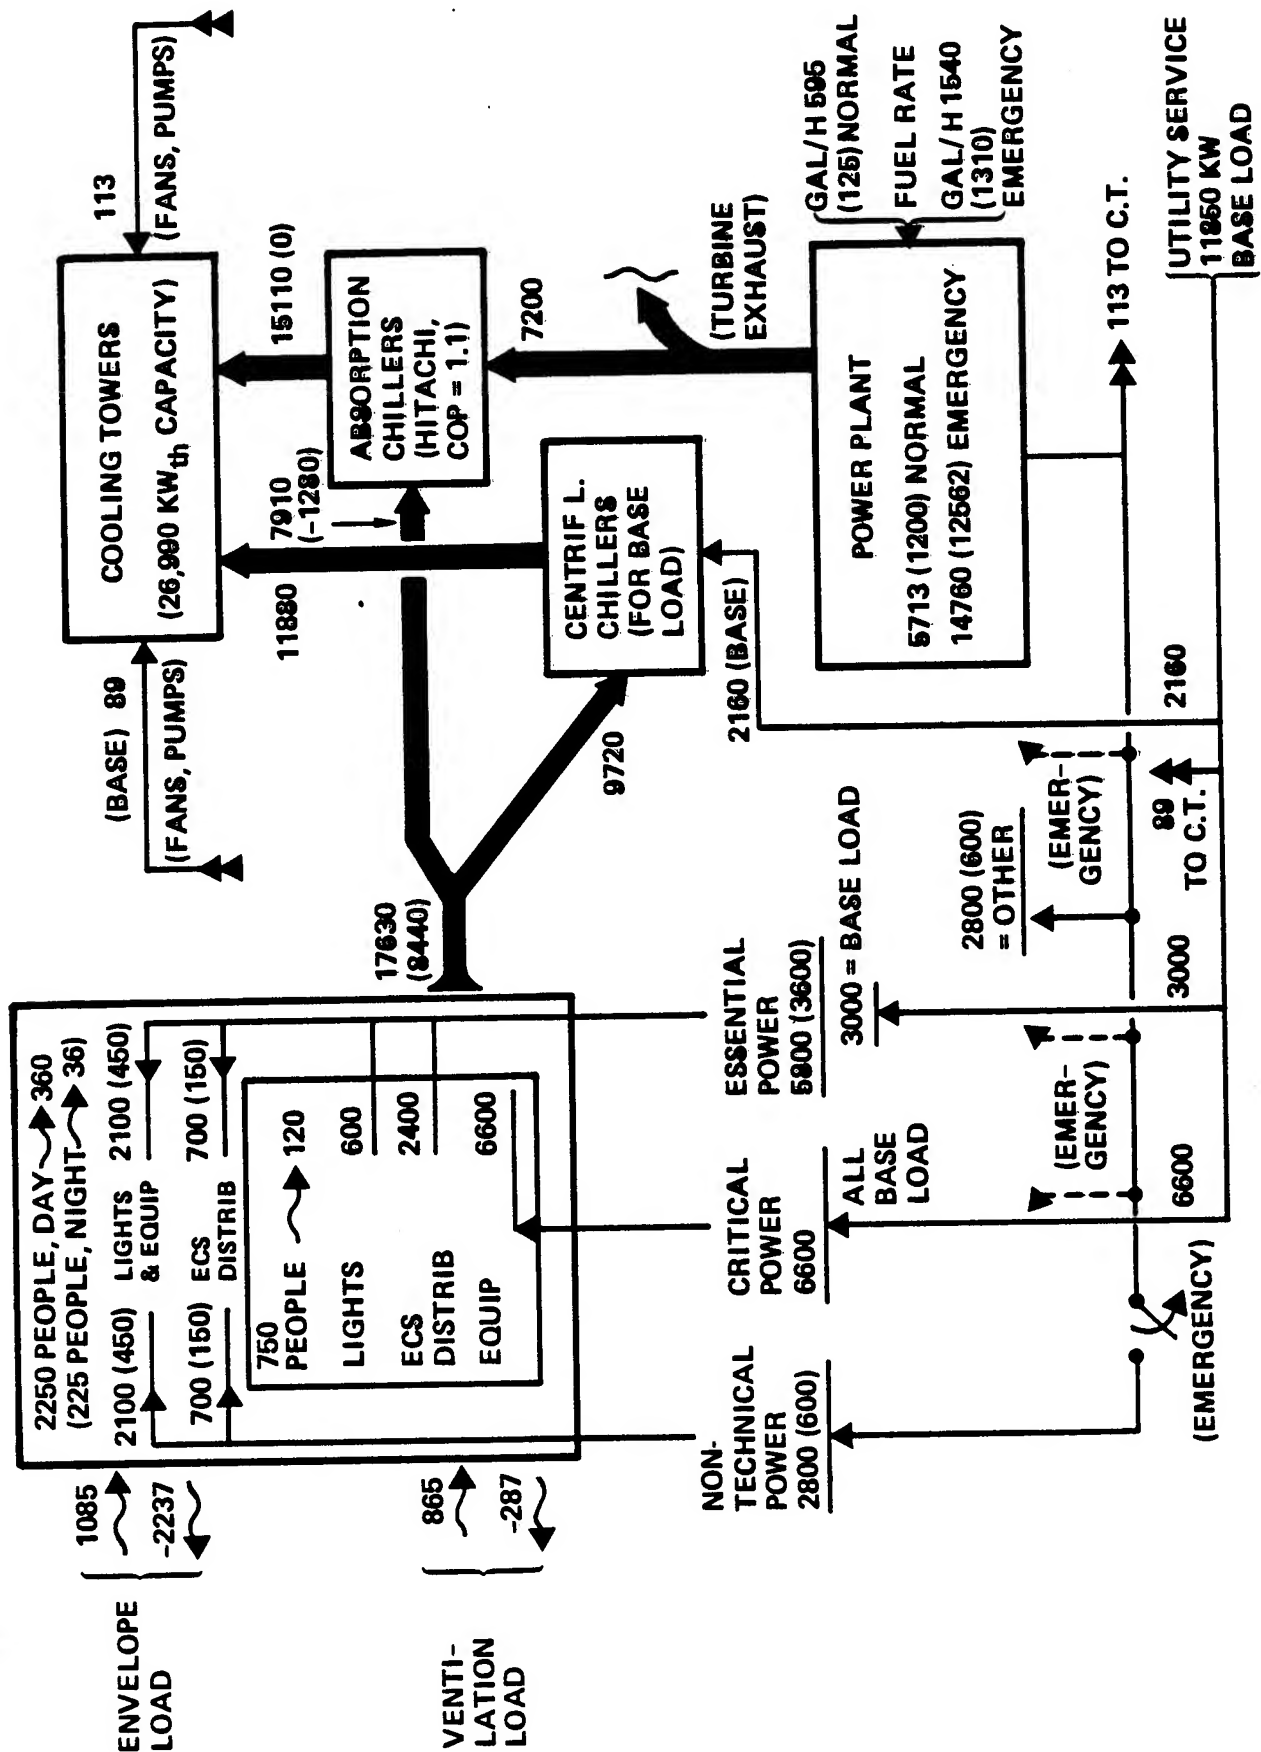 ENVELOPE
LOAD
1085
-2237
VENTI-
LATION
LOAD
865
-287
2250 PEOPLE, DAY 360
(225 PEOPLE, NIGHT 36)
2100 (450) LIGHTS 2100 (450)
& EQUIP
700 (150) ECS 700 (150)
DISTRIB
750
PEOPLE 120
LIGHTS 600
ECS 2400
DISTRIB
EQUIP 6600
17630
(8440)
9720
7910
(-1280)
11880
(BASE) 89
(FANS, PUMPS)
COOLING TOWERS
(26,990 KWth CAPACITY)
113
(FANS, PUMPS)
15110 (0)
ABSORPTION
CHILLERS
(HITACHI,
COP = 1.1)
7200
(TURBINE
EXHAUST)
CENTRIF L.
CHILLERS
(FOR BASE
LOAD)
2160 (BASE)
POWER PLANT
5713 (1200) NORMAL
14760 (12562) EMERGENCY
GAL/H 595
(125) NORMAL
FUEL RATE
GAL/H 1540
(1310)
EMERGENCY
NON-
TECHNICAL
POWER
2800 (600)
CRITICAL
POWER
6600
ALL
BASE
LOAD
ESSENTIAL
POWER
5800 (3600)
3000 = BASE LOAD
2800 (600)
= OTHER
(EMER-
GENCY)
(EMER-
GENCY)
(EMERGENCY)
6600
3000
89
TO C.T.
2160
113 TO C.T.
UTILITY SERVICE
11850 KW
BASE LOAD